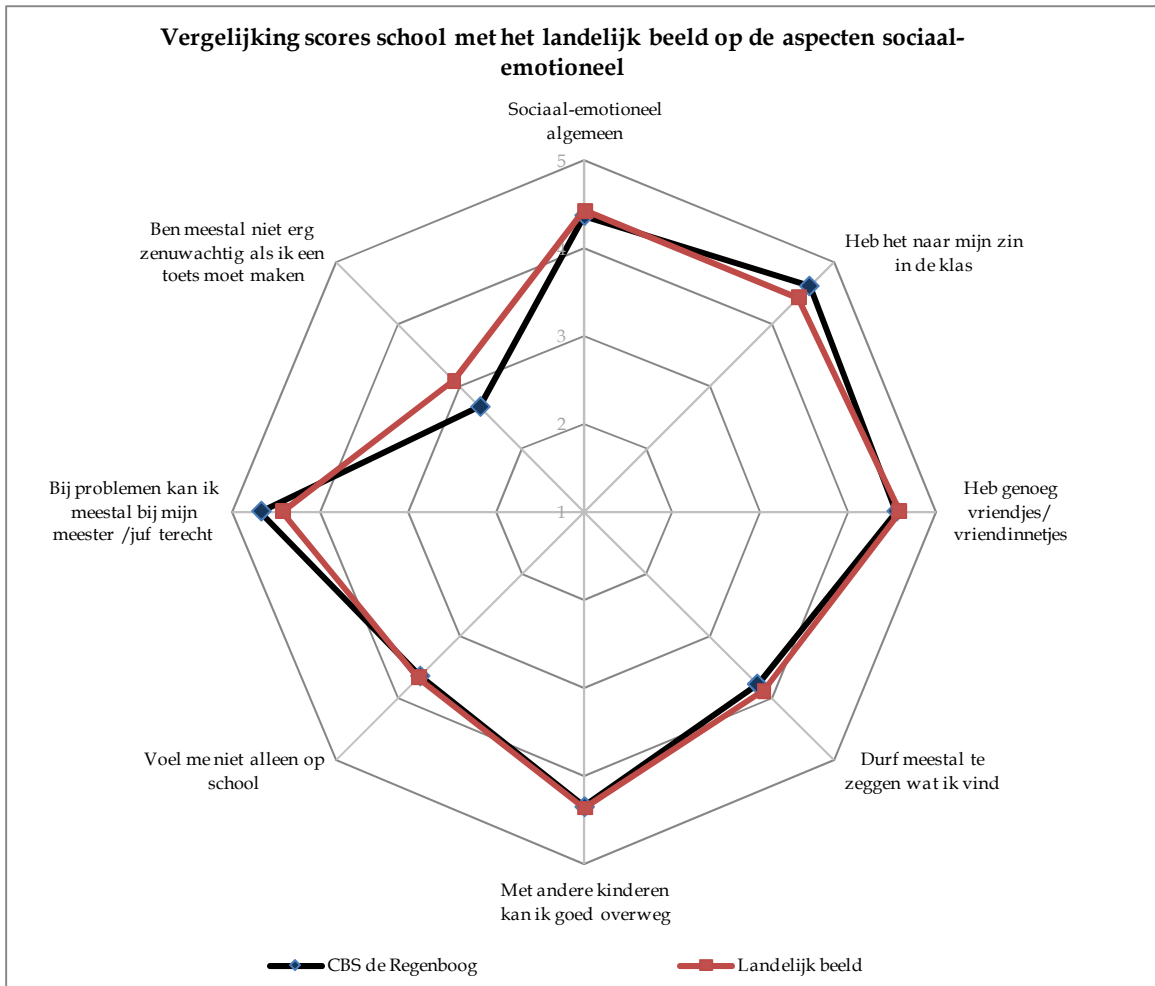 Vergelijking scores school met het landelijk beeld op de aspecten sociaal-
emotioneel
Sociaal-emotioneel
algemeen
5
Ben meestal niet erg
zenuwachtig als ik een
toets moet maken
Heb het naar mijn zin
in de klas
3
2
Bij problemen kan ik
meestal bij mijn
meester /juf terecht
1
Heb genoeg
vriendjes/
vriendinnetjes
Voel me niet alleen op
school
Durf meestal te
zeggen wat ik vind
Met andere kinderen
kan ik goed overweg
CBS de Regenboog
Landelijk beeld